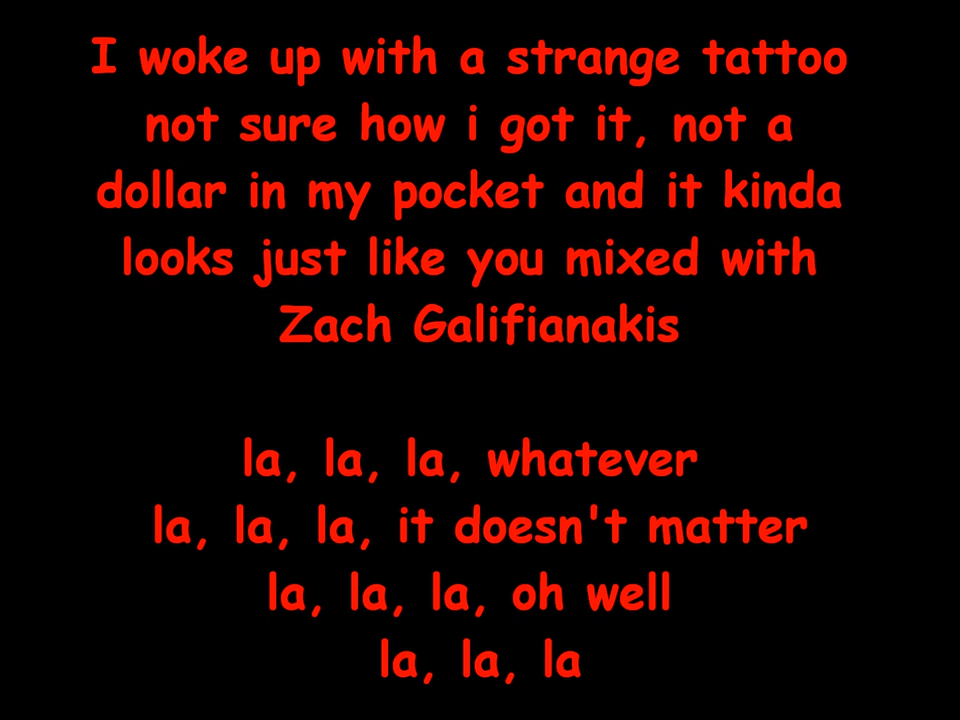 I woke up with a strange tattoo
not sure how i got it, not a
dollar in my pocket and it kinda
looks just like you mixed with
Zach Galifianakis
la, la, la, whatever
la, la, la, it doesn't matter
la, la, la, oh well
la, la, la